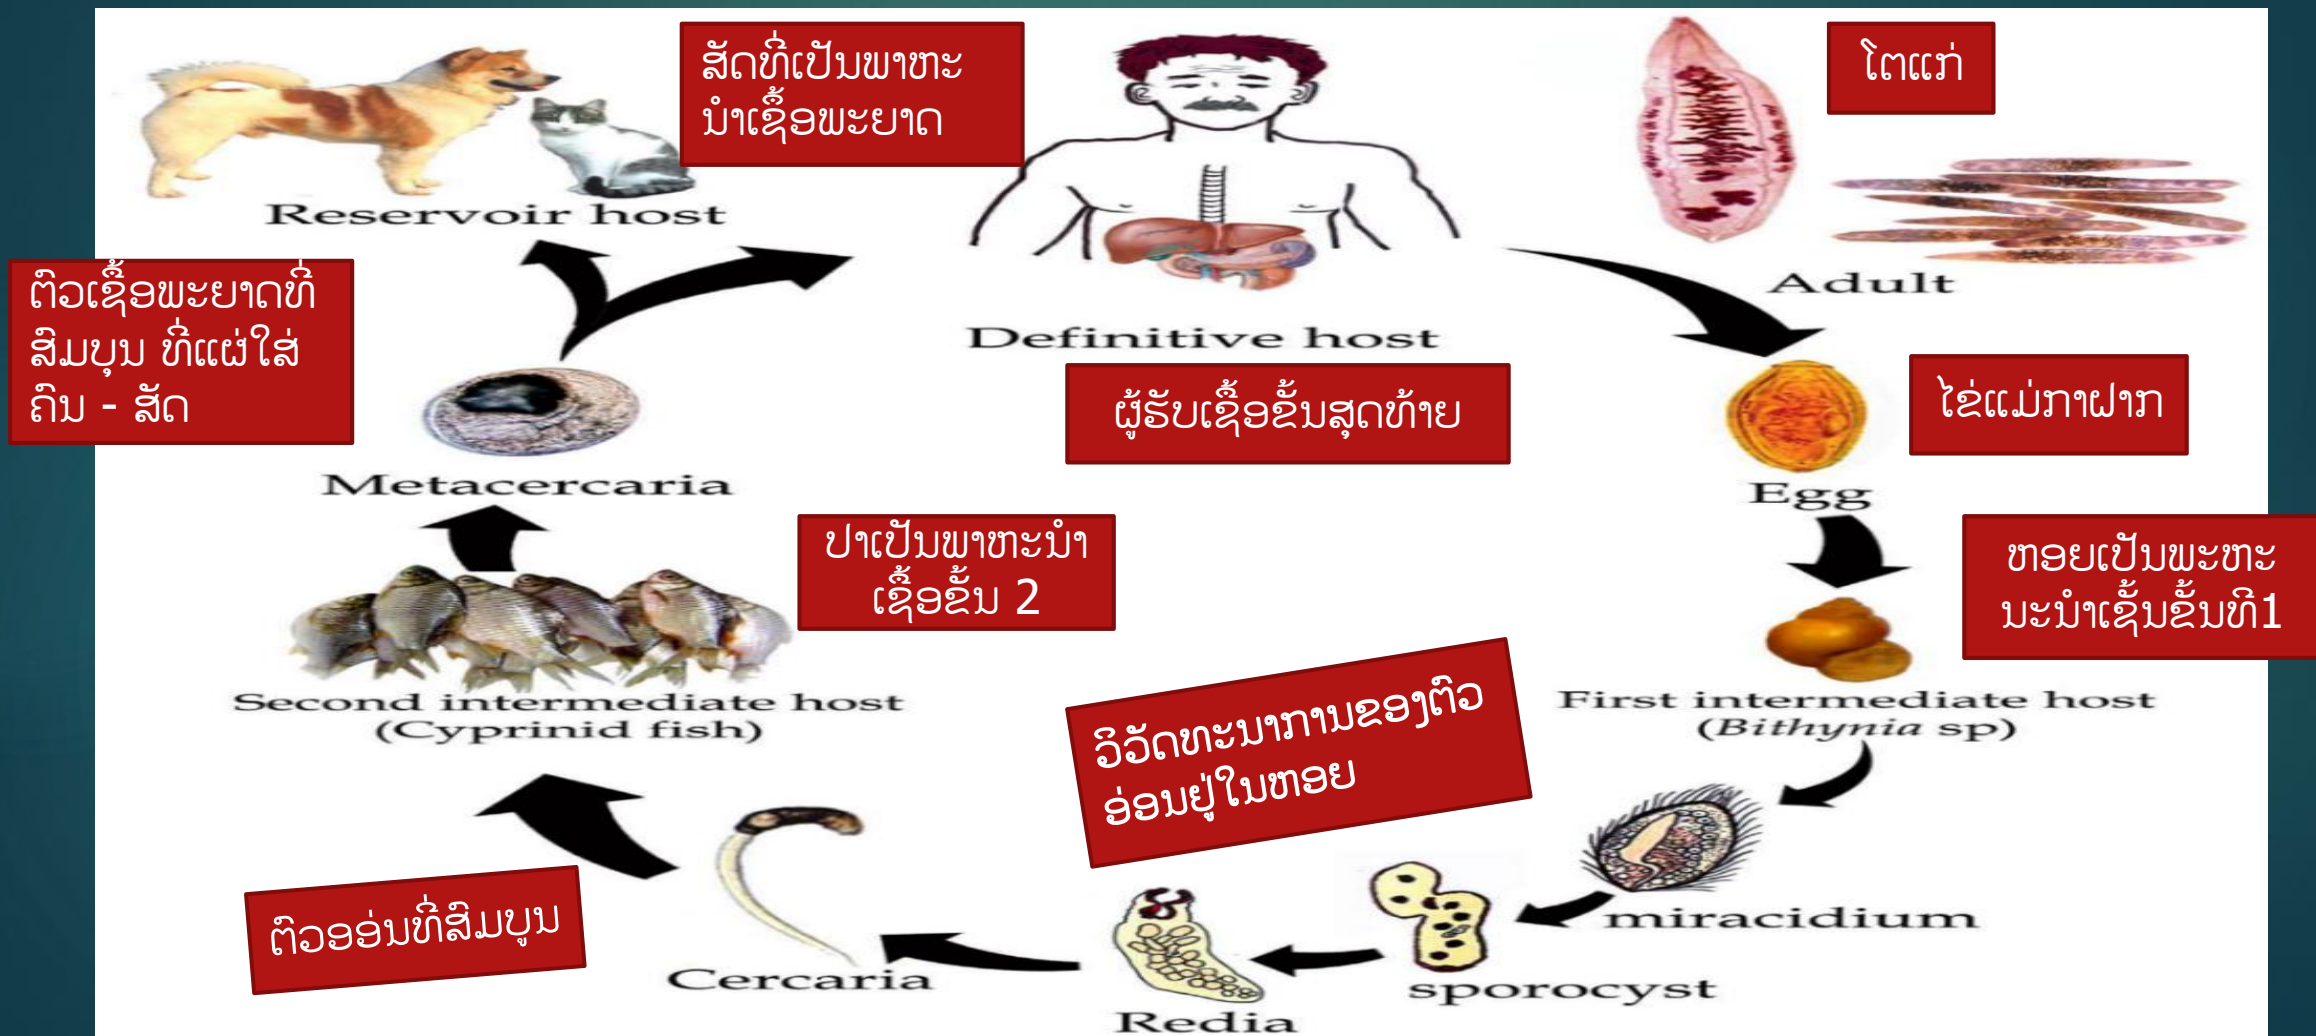 ສັດທີ່ເປັນພາຫະ
ນຳເຊື້ອພະຍາດ
ໂຕແກ່
Reservoir host
Adult
ຕົວເຊື້ອພະຍາດທີ່
ສົມບຸນ ທີ່ແຜ່ໃສ່
ຄົນ - ສັດ
Definitive host
ຜູ້ຮັບເຊື້ອຂັ້ນສຸດທ້າຍ
ໄຂ່ແມ່ກາຝາກ
Metacercaria
Egg
ປາເປັນພາຫະນຳ
ເຊື້ອຂັ້ນ 2
ຫອຍເປັນພະຫະ
ນະນຳເຊັ້ນຂັ້ນທີ1
Second intermediate host
(Cyprinid fish)
First intermediate host
(Bithynia sp)
ວິວັດທະນາການຂອງຕົວ
ອ່ອນຢູ່ໃນຫອຍ
ຕົວອອ່ນທີ່ສົມບູນ
miracidium
Cercaria
sporocyst
Redia